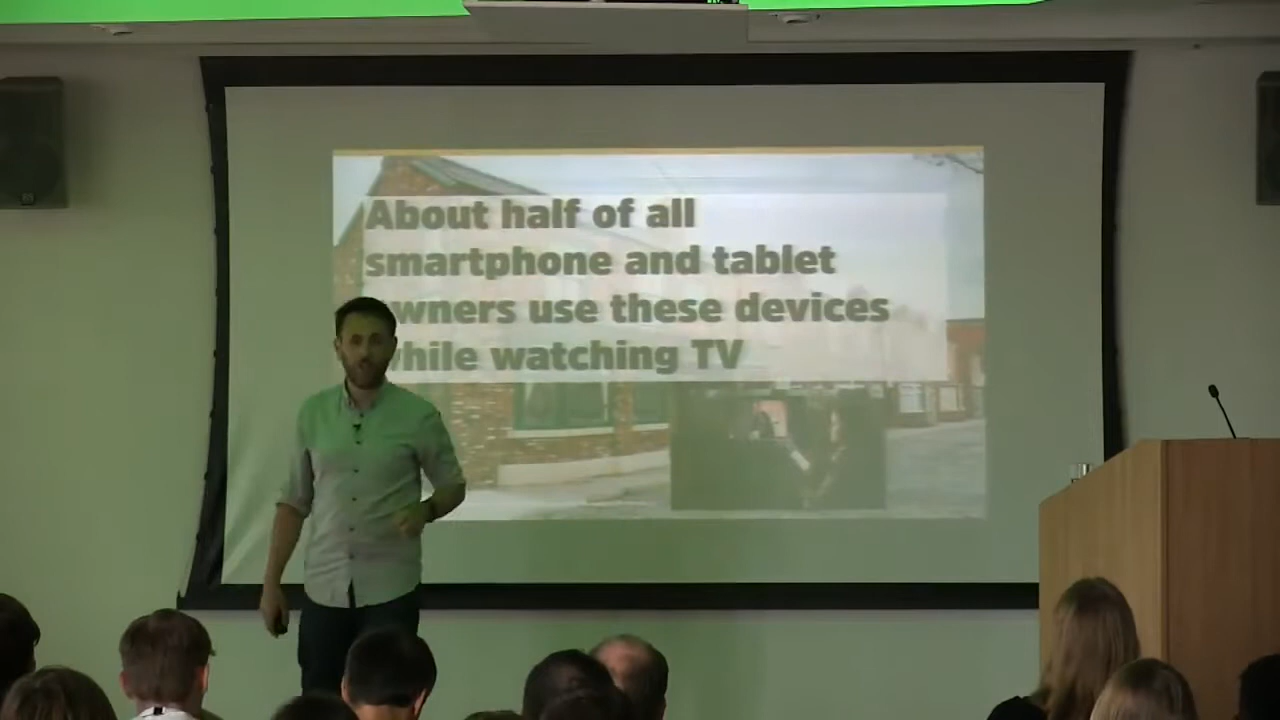 About half of all
smartphone and tablet
owners use these devices
while watching TV